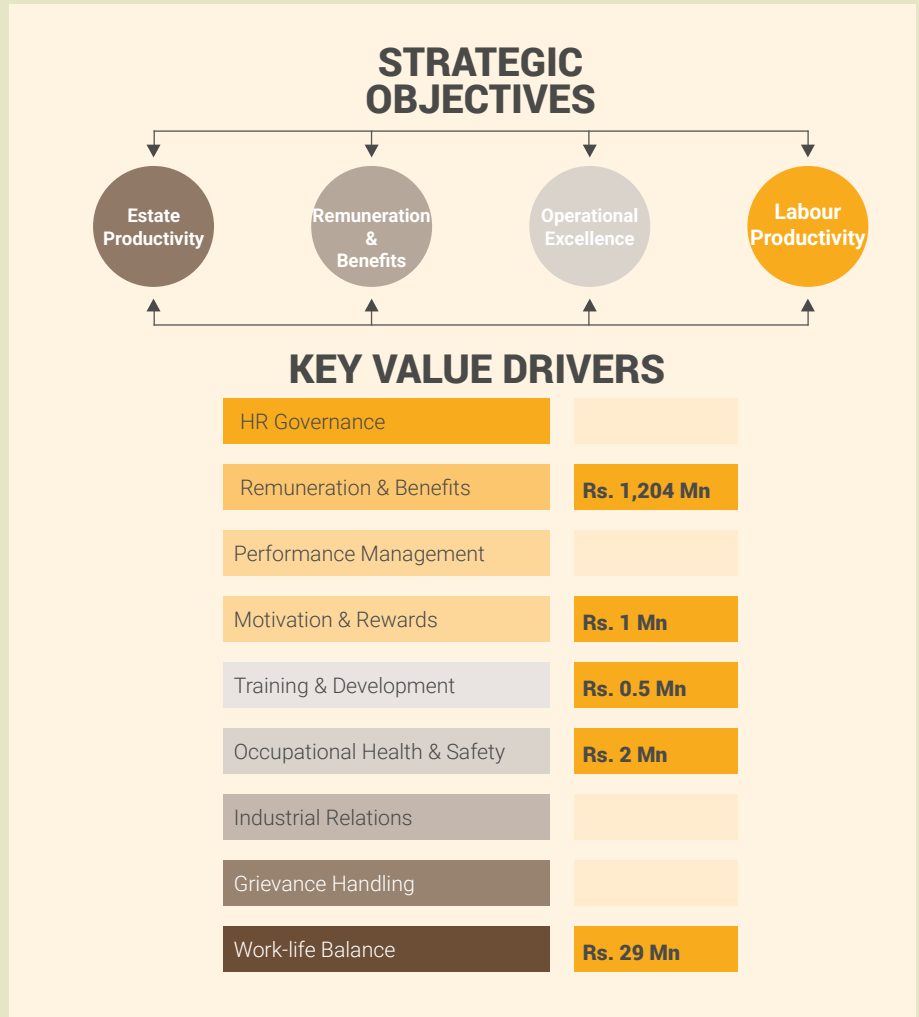 STRATEGIC
OBJECTIVES
Estate
Productivity
Remuneration
&
Benefits
Operational
Excellence
Labour
Productivity
KEY VALUE DRIVERS
HR Governance
Remuneration & Benefits
Rs. 1,204 Mn
Performance Management
Motivation & Rewards
Rs. 1 Mn
Training & Development
Rs. 0.5 Mn
Occupational Health & Safety
Rs. 2 Mn
Industrial Relations
Grievance Handling
Work-life Balance
Rs. 29 Mn